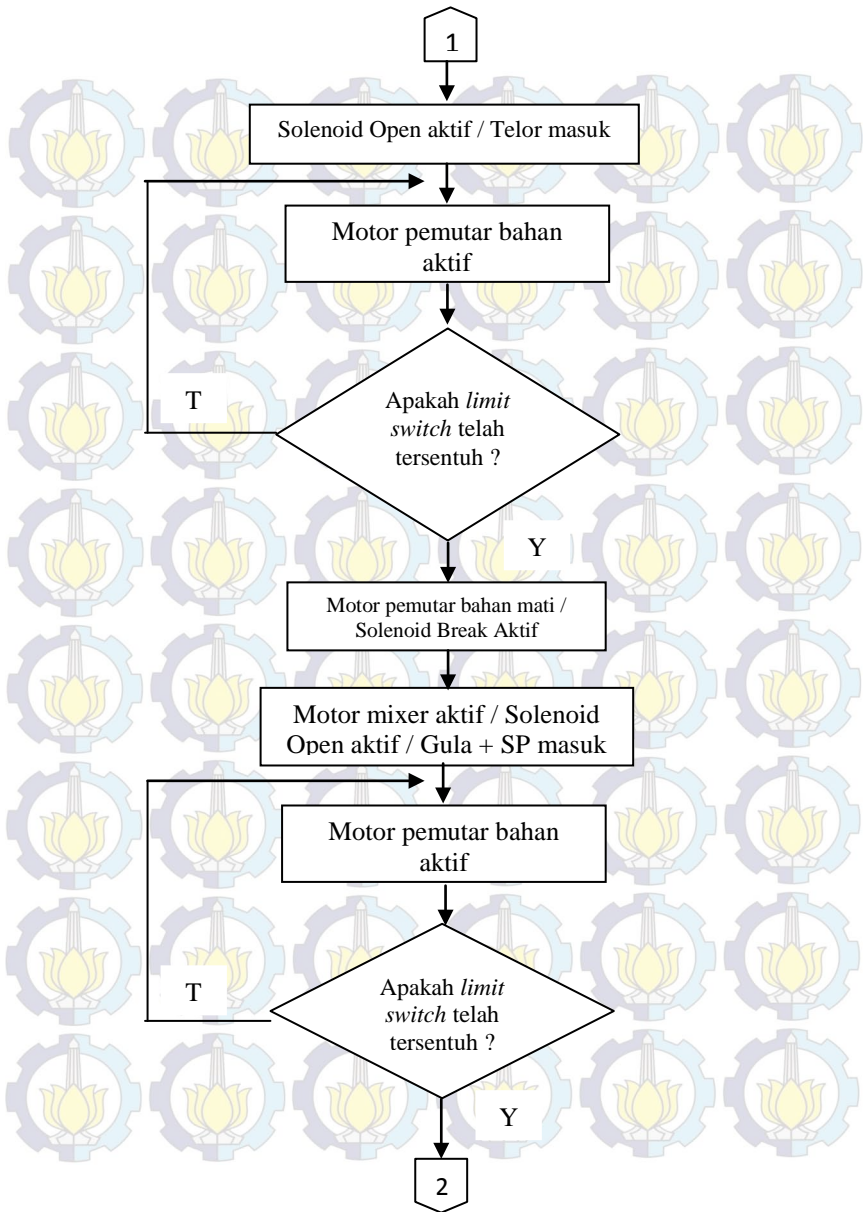 1
Solenoid Open aktif / Telor masuk
Motor pemutar bahan
aktif
Apakah limit
switch telah
tersentuh ?
T
Y
Motor pemutar bahan mati /
Solenoid Break Aktif
Motor mixer aktif / Solenoid
Open aktif / Gula + SP masuk
Motor pemutar bahan
aktif
Apakah limit
switch telah
tersentuh ?
T
Y
2